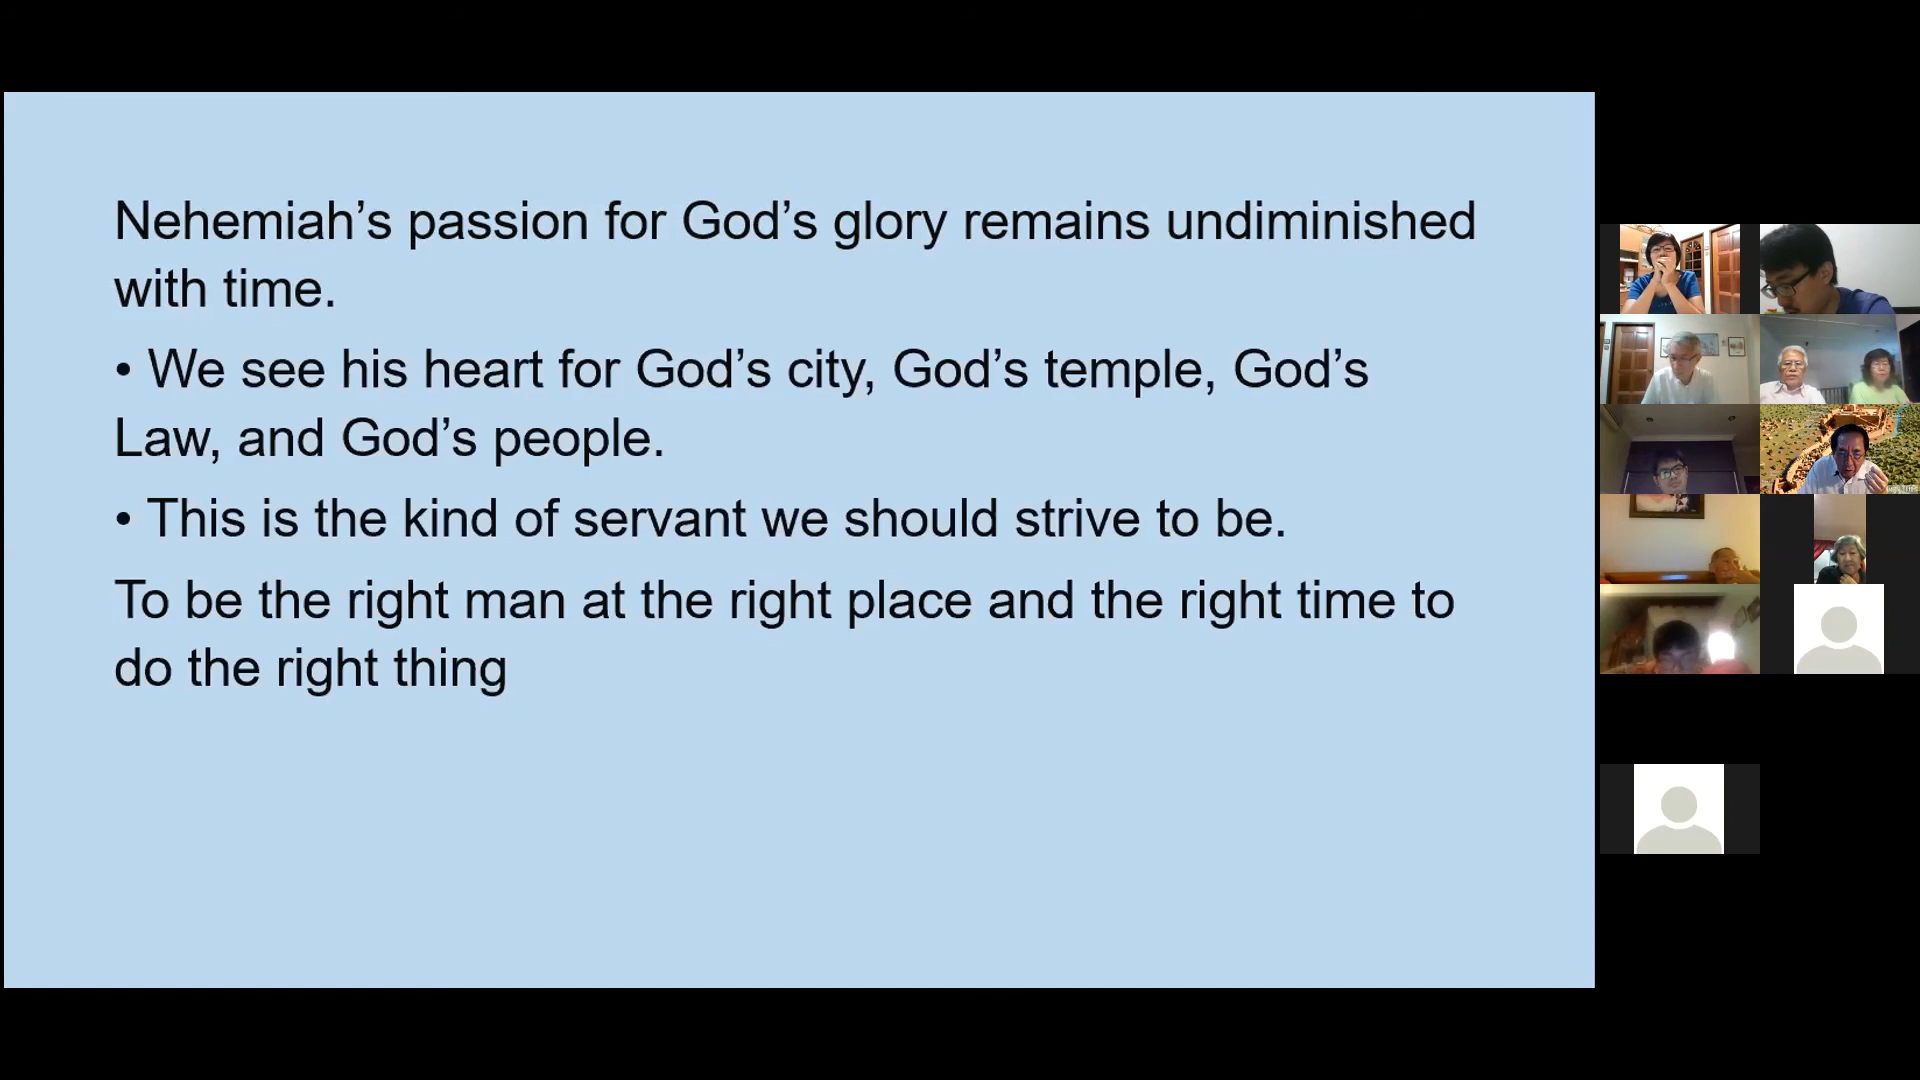 Nehemiah’s passion for God’s glory remains undiminished
with time.
• We see his heart for God’s city, God’s temple, God’s
Law, and God’s people.
• This is the kind of servant we should strive to be.
To be the right man at the right place and the right time to
do the right thing